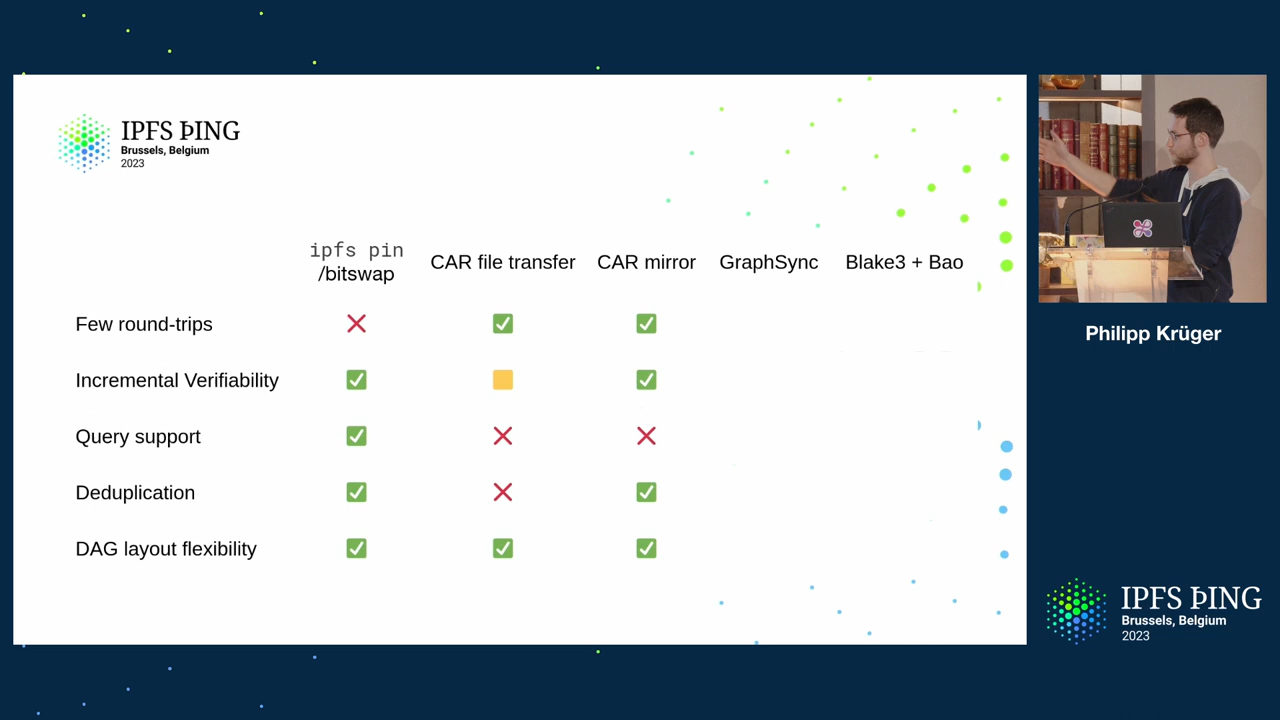 IPFS ÞING
Brussels, Belgium
2023
ipfs pin
/bitswap
CAR file transfer
CAR mirror
GraphSync
Blake3 + Bao
Few round-trips
Incremental Verifiability
Query support
Deduplication
DAG layout flexibility
Philipp Krüger
IPFS ÞING
Brussels, Belgium
2023